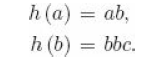 h (a) = ab,
h (b) = bbc.